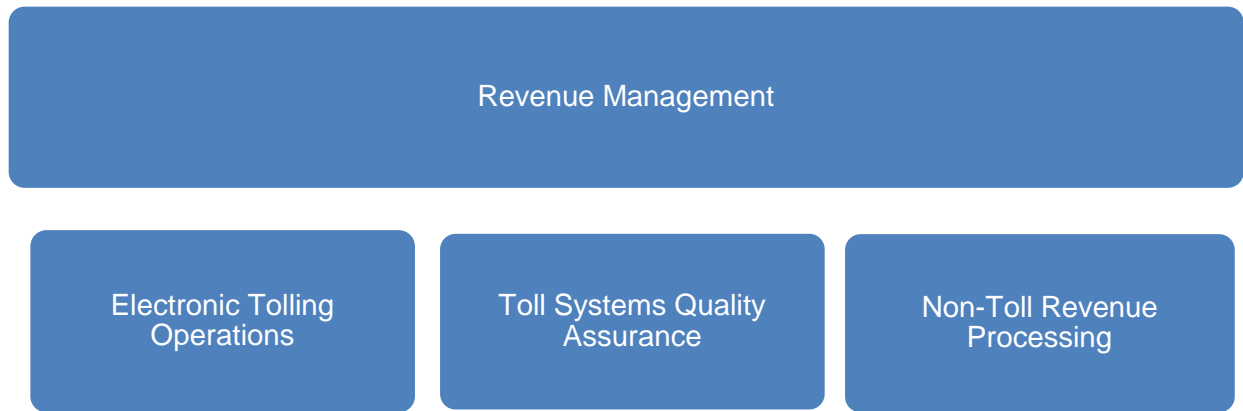 Revenue Management
Electronic Tolling
Operations
Toll Systems Quality
Assurance
Non-Toll Revenue
Processing